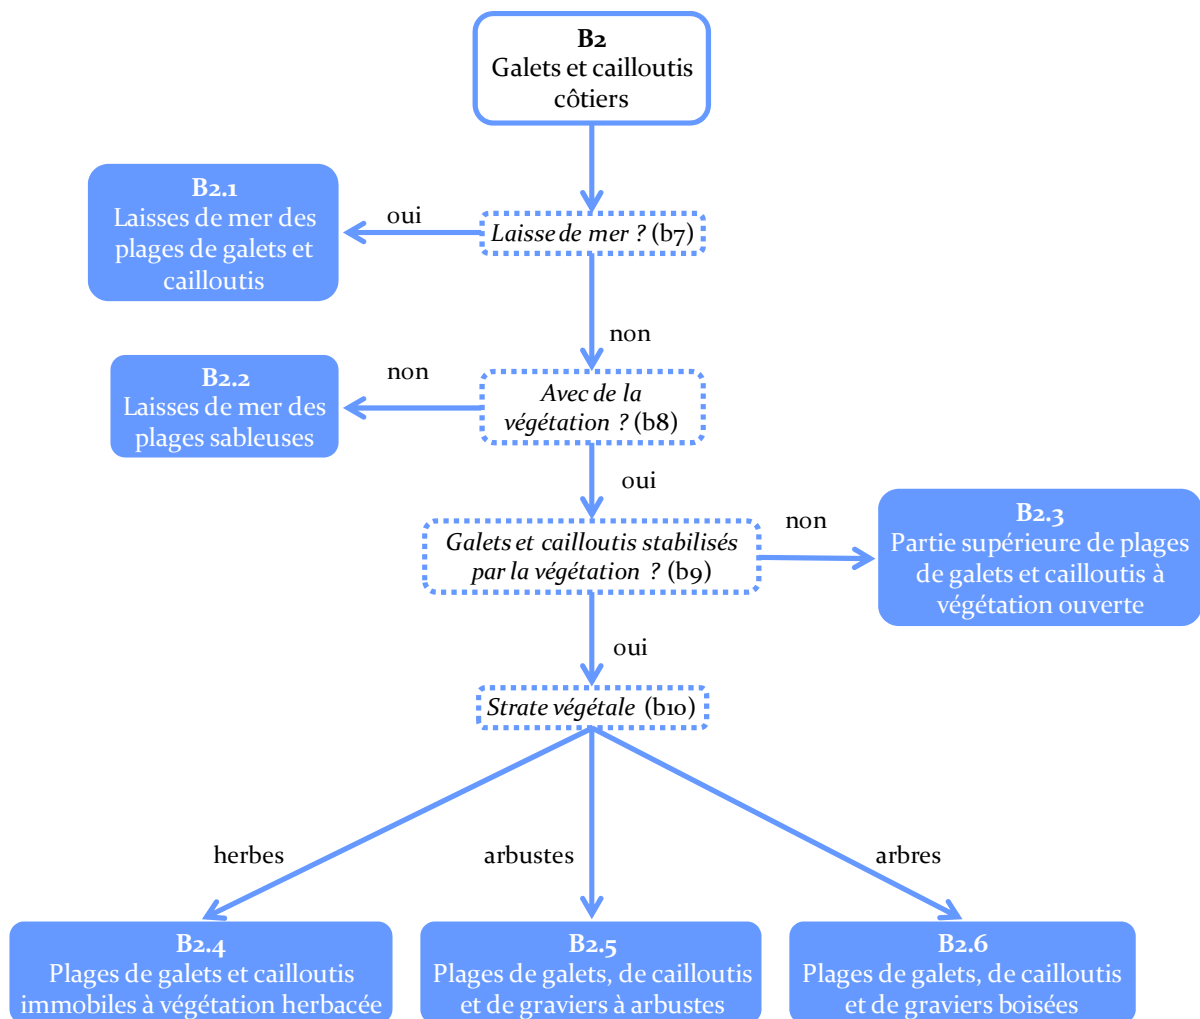 B2
Galets et cailloutis
côtiers
B2.1
Laisses de mer des
plages de galets et
cailloutis
oui
Laisse de mer ? (b7)
non
B2.2
Laisses de mer des
plages sableuses
non
Avec de la
végétation ? (b8)
oui
Galets et cailloutis stabilisés
par la végétation ? (b9)
non
B2.3
Partie supérieure de plages
de galets et cailloutis à
végétation ouverte
oui
Strate végétale (b10)
herbes
arbustes
arbres
B2.4
Plages de galets et cailloutis
immobiles à végétation herbacée
B2.5
Plages de galets, de cailloutis
et de graviers à arbustes
B2.6
Plages de galets, de cailloutis
et de graviers boisées